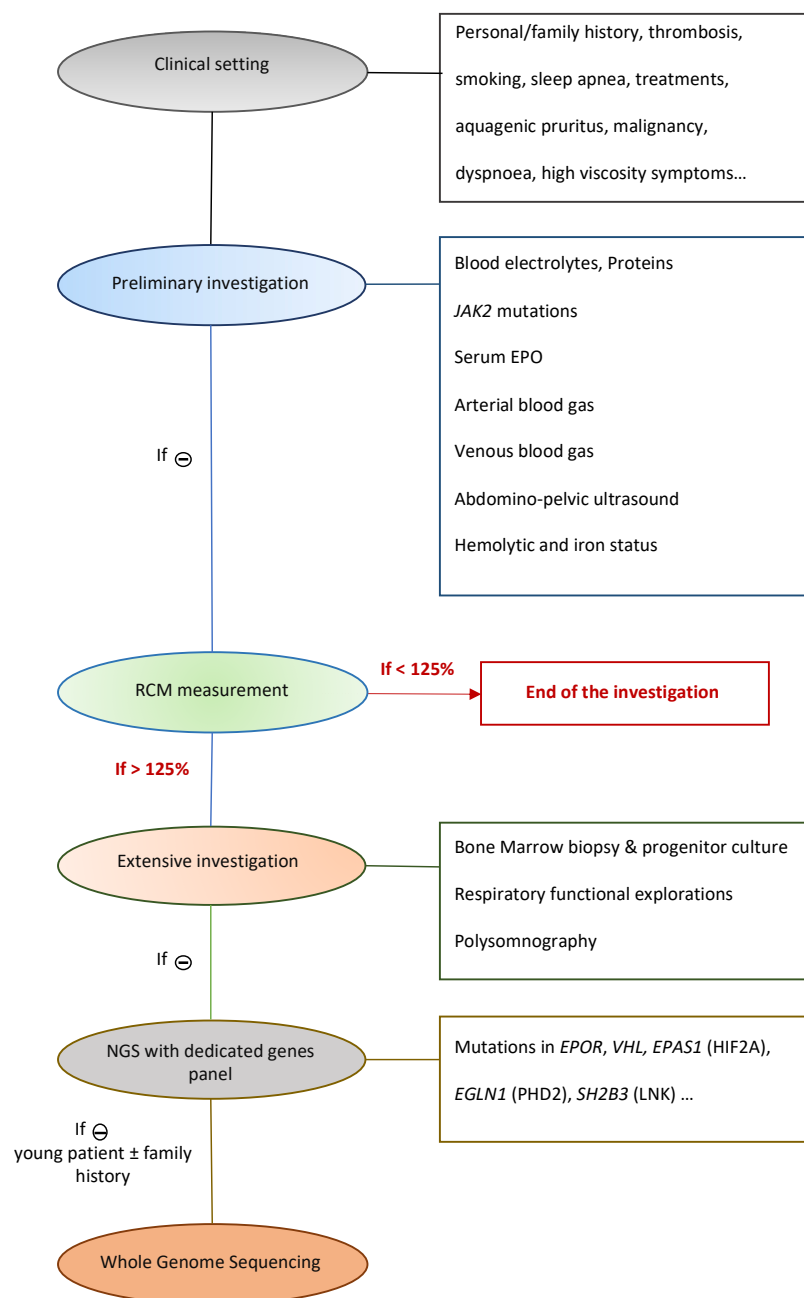 Clinical setting
Personal/family history, thrombosis,
smoking, sleep apnea, treatments,
aquagenic pruritus, malignancy,
dyspnoea, high viscosity symptoms…
Preliminary investigation
Blood electrolytes, Proteins
JAK2 mutations
Serum EPO
Arterial blood gas
Venous blood gas
Abdomino-pelvic ultrasound
Hemolytic and iron status
If ⊖
RCM measurement
If < 125%
End of the investigation
If > 125%
Extensive investigation
Bone Marrow biopsy & progenitor culture
Respiratory functional explorations
Polysomnography
If ⊖
NGS with dedicated genes
panel
Mutations in EPOR, VHL, EPAS1 (HIF2A),
EGLN1 (PHD2), SH2B3 (LNK) …
If ⊖
young patient ± family
history
Whole Genome Sequencing